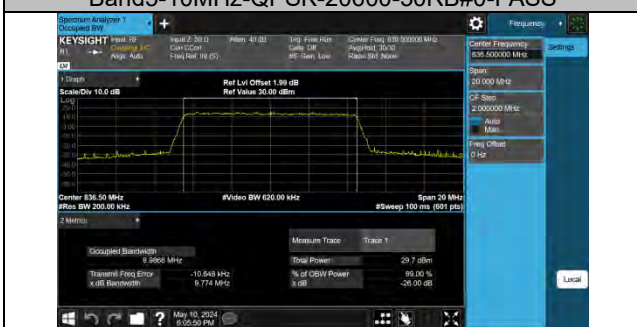 Band5-10MHz-QPSK-20600-50RB#0-PASS
Spectrum Analyzer 1
Occupied BW
KEYSIGHT Input: RF
Coupling: DC
Align: Auto
Input Z: 50 Ω
Corr CCorr
Freq Ref: Int (S)
Atten: 40 dB
Trig: Free Run
Gate: Off
#IF Gain: Low
Center Freq: 836.500000 MHz
Avg|Hold: 30/30
Radio Std: None
Frequency
Settings
Center Frequency
836.500000 MHz
Span
20.000 MHz
CF Step
2.000000 MHz
Auto
Man
Freq Offset
0 Hz
1 Graph
Scale/Div 10.0 dB
Ref Lvl Offset 1.99 dB
Ref Value 30.00 dBm
Log
Center 836.50 MHz
#Res BW 200.00 kHz
#Video BW 620.00 kHz
Span 20 MHz
#Sweep 100 ms (601 pts)
2 Metrics
Measure Trace Trace 1
Occupied Bandwidth
8.9866 MHz
Total Power 29.7 dBm
Transmit Freq Error -10.648 kHz
% of OBW Power 99.00 %
x dB Bandwidth 9.774 MHz
x dB -26.00 dB
Local
May 10, 2024
6:05:50 PM